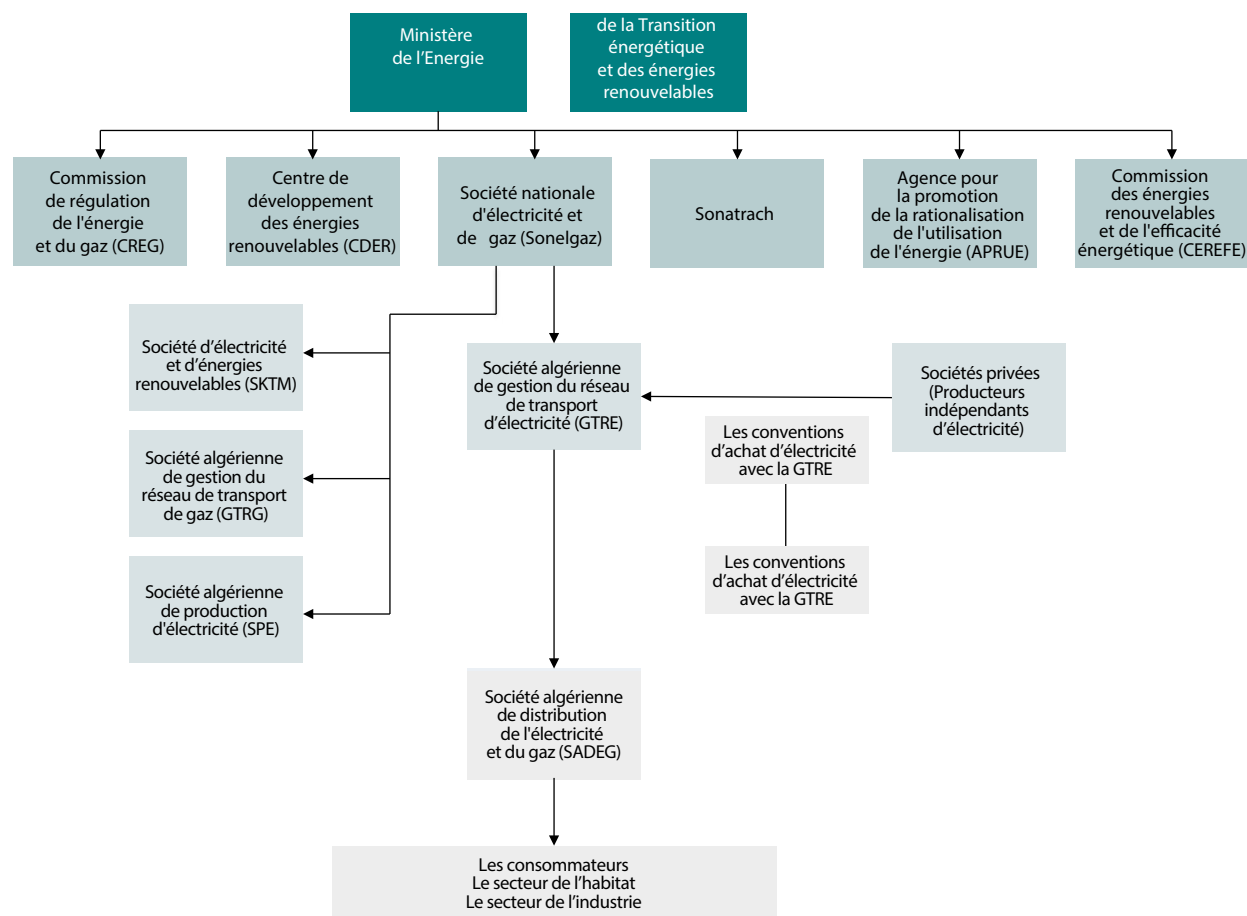 Ministère
de l’Energie
de la Transition
énergétique
et des énergies
renouvelables
Commission
de régulation
de l'énergie
et du gaz (CREG)
Centre de
développement
des énergies
renouvelables (CDER)
Société nationale
d'électricité et
de gaz (Sonelgaz)
Sonatrach
Agence pour
la promotion
de la rationalisation
de l'utilisation
de l'énergie (APRUE)
Commission
des énergies
renouvelables
et de l'efficacité
énergétique (CEREFE)
Société d’électricité
et d’énergies
renouvelables (SKTM)
Société algérienne
de gestion du réseau
de transport
d’électricité (GTRE)
Sociétés privées
(Producteurs
indépendants
d’électricité)
Les conventions
d’achat d’électricité
avec la GTRE
Société algérienne
de gestion du
réseau de transport
de gaz (GTRG)
Les conventions
d’achat d’électricité
avec la GTRE
Société algérienne
de production
d'électricité (SPE)
Société algérienne
de distribution
de l'électricité
et du gaz (SADEG)
Les consommateurs
Le secteur de l’habitat
Le secteur de l’industrie